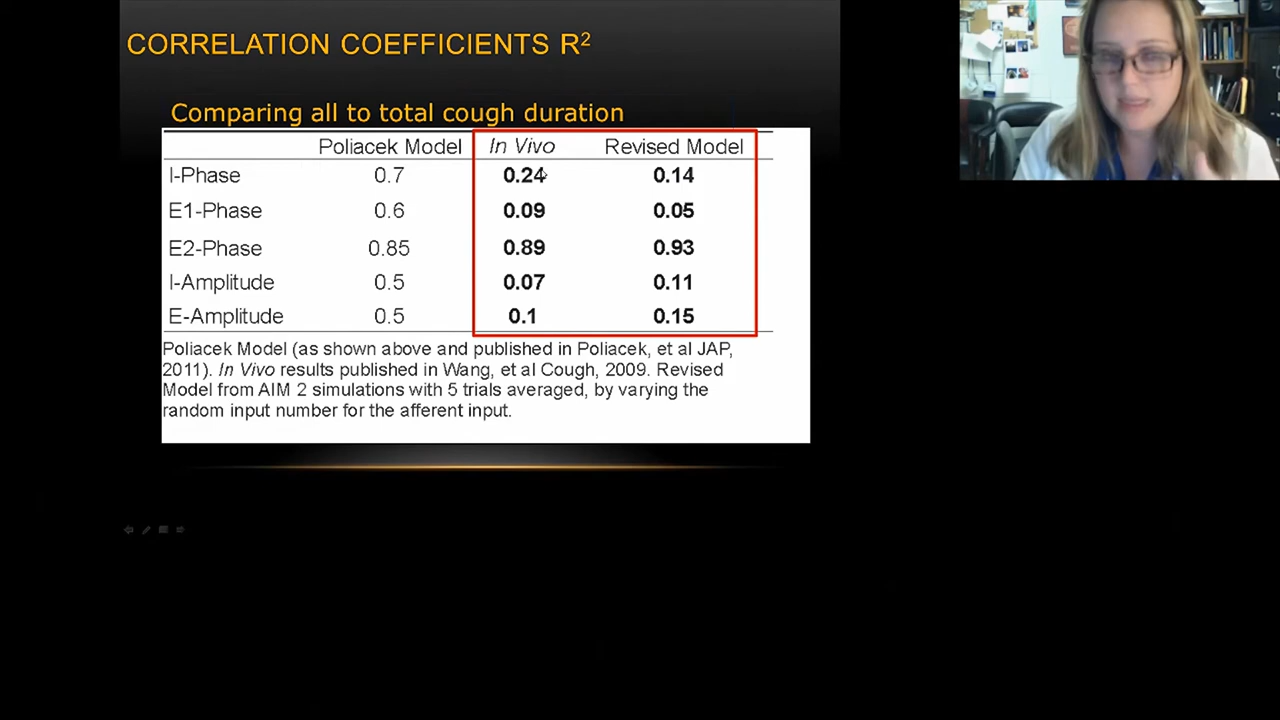 CORRELATION COEFFICIENTS R²
Comparing all to total cough duration
Poliacek Model In Vivo Revised Model
I-Phase 0.7 0.24 0.14
E1-Phase 0.6 0.09 0.05
E2-Phase 0.85 0.89 0.93
I-Amplitude 0.5 0.07 0.11
E-Amplitude 0.5 0.1 0.15
Poliacek Model (as shown above and published in Poliacek, et al JAP,
2011). In Vivo results published in Wang, et al Cough, 2009. Revised
Model from AIM 2 simulations with 5 trials averaged, by varying the
random input number for the afferent input.